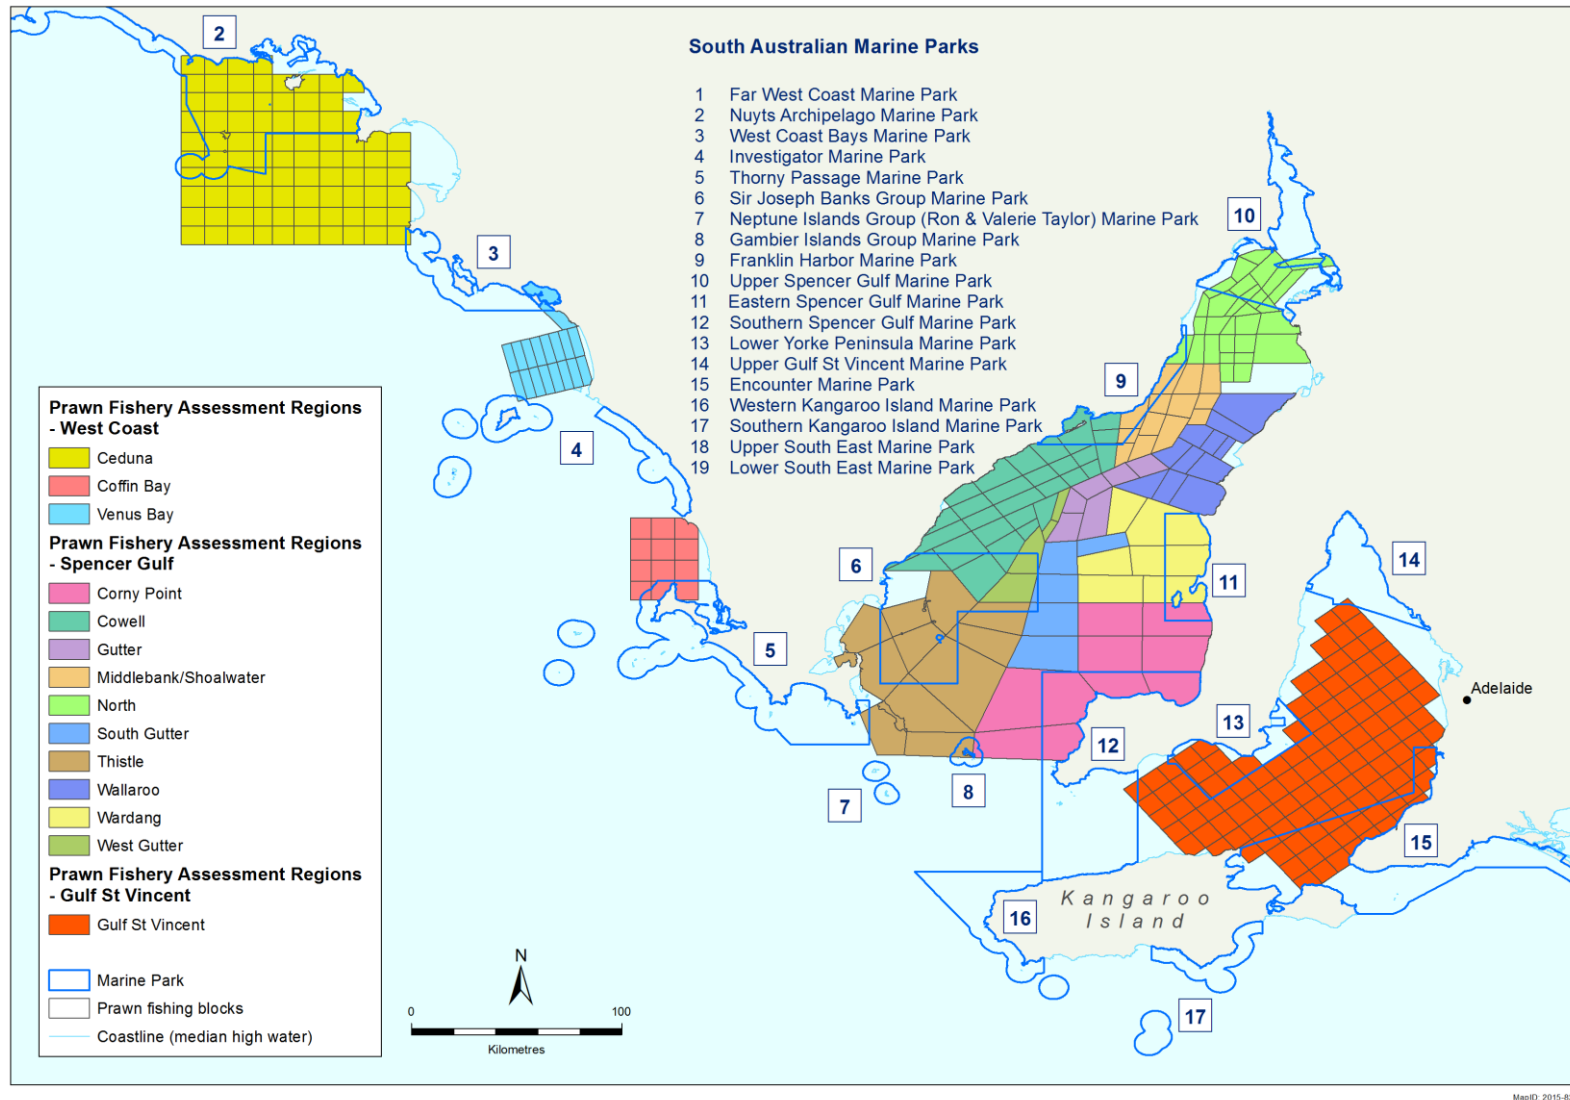 South Australian Marine Parks
1 Far West Coast Marine Park
2 Nuyts Archipelago Marine Park
3 West Coast Bays Marine Park
4 Investigator Marine Park
5 Thorny Passage Marine Park
6 Sir Joseph Banks Group Marine Park
7 Neptune Islands Group (Ron & Valerie Taylor) Marine Park
8 Gambier Islands Group Marine Park
9 Franklin Harbor Marine Park
10 Upper Spencer Gulf Marine Park
11 Eastern Spencer Gulf Marine Park
12 Southern Spencer Gulf Marine Park
13 Lower Yorke Peninsula Marine Park
14 Upper Gulf St Vincent Marine Park
15 Encounter Marine Park
16 Western Kangaroo Island Marine Park
17 Southern Kangaroo Island Marine Park
18 Upper South East Marine Park
19 Lower South East Marine Park
2
3
4
5
6
7
8
9
10
11
12
13
14
15
16
17
Adelaide
Kangaroo
Island
Prawn Fishery Assessment Regions
- West Coast
Ceduna
Coffin Bay
Venus Bay
Prawn Fishery Assessment Regions
- Spencer Gulf
Corny Point
Cowell
Gutter
Middlebank/Shoalwater
North
South Gutter
Thistle
Wallaroo
Wardang
West Gutter
Prawn Fishery Assessment Regions
- Gulf St Vincent
Gulf St Vincent
Marine Park
Prawn fishing blocks
Coastline (median high water)
N
0 100
Kilometres